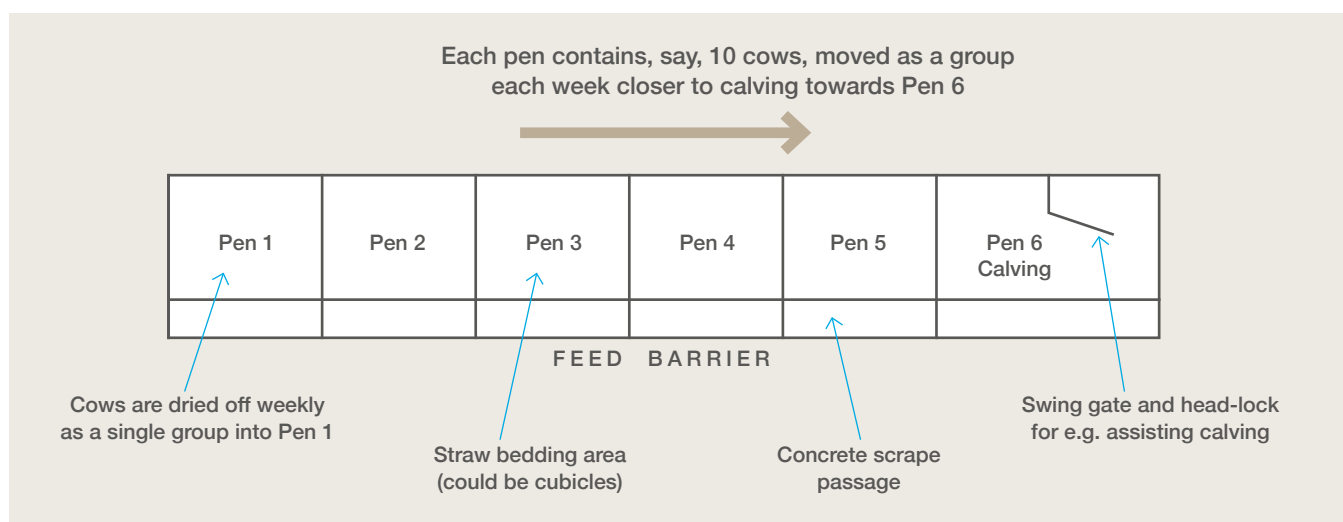 Each pen contains, say, 10 cows, moved as a group
each week closer to calving towards Pen 6
Pen 1
Pen 2
Pen 3
Pen 4
Pen 5
Pen 6
Calving
FEED BARRIER
Cows are dried off weekly
as a single group into Pen 1
Straw bedding area
(could be cubicles)
Concrete scrape
passage
Swing gate and head-lock
for e.g. assisting calving